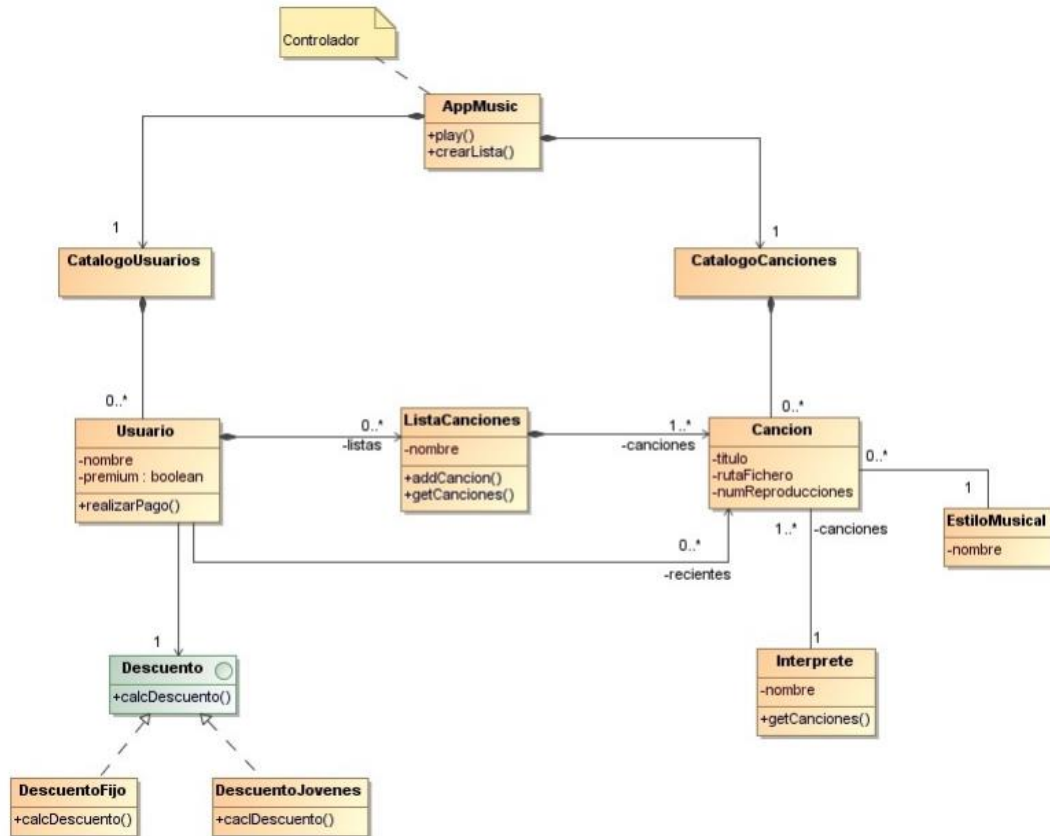 Controlador
AppMusic
+play()
+crearLista()
1
1
CatalogoUsuarios
CatalogoCanciones
0..*
0..*
Usuario
-nombre
-premium : boolean
+realizarPago()
0..*
-listas
ListaCanciones
-nombre
+addCancion()
+getCanciones()
1..*
-canciones
Cancion
-titulo
-rutaFichero
-numReproducciones
0..*
1
EstiloMusical
-nombre
0..*
-recientes
1..*
-canciones
1
Descuento
+calcDescuento()
1
Interprete
-nombre
+getCanciones()
DescuentoFijo
+calcDescuento()
DescuentoJovenes
+caclDescuento()